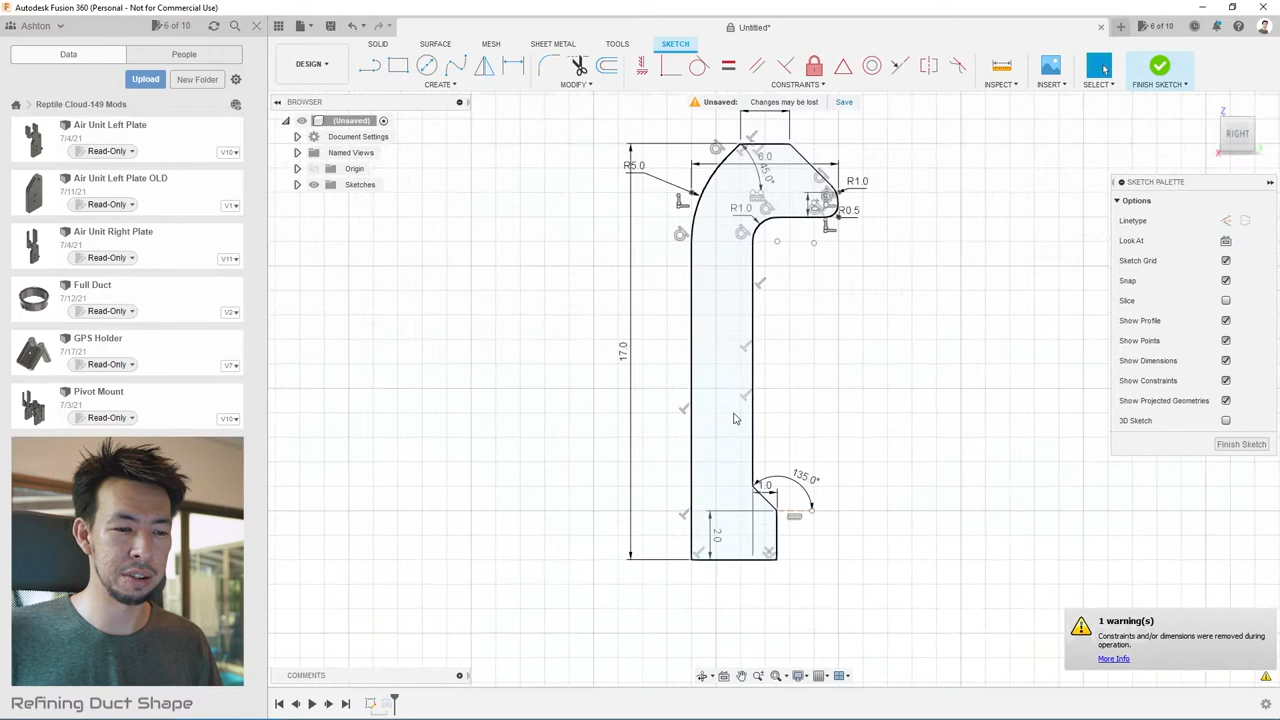 Autodesk Fusion 360 (Personal - Not for Commercial Use)
Ashton
6 of 10
Untitled*
6 of 10
Data
People
Upload
New Folder
Reptile Cloud-149 Mods
Air Unit Left Plate
7/4/21
Read-Only
V10
Air Unit Left Plate OLD
7/11/21
Read-Only
V1
Air Unit Right Plate
7/4/21
Read-Only
V11
Full Duct
7/12/21
Read-Only
V2
GPS Holder
7/17/21
Read-Only
V7
Pivot Mount
7/3/21
Read-Only
V10
DESIGN
SOLID
SURFACE
MESH
SHEET METAL
TOOLS
SKETCH
CREATE
MODIFY
CONSTRAINTS
INSPECT
INSERT
SELECT
FINISH SKETCH
BROWSER
(Unsaved)
Document Settings
Named Views
Origin
Sketches
Unsaved:
Changes may be lost
Save
6.0
45.0°
R5.0
R1.0
R0.5
R1.0
17.0
135.0°
1.0
2.0
Z
RIGHT
X
Y
SKETCH PALETTE
Options
Linetype
Look At
Sketch Grid
Snap
Slice
Show Profile
Show Points
Show Dimensions
Show Constraints
Show Projected Geometries
3D Sketch
Finish Sketch
1 warning(s)
Constraints and/or dimensions were removed during
operation.
More Info
COMMENTS
Refining Duct Shape